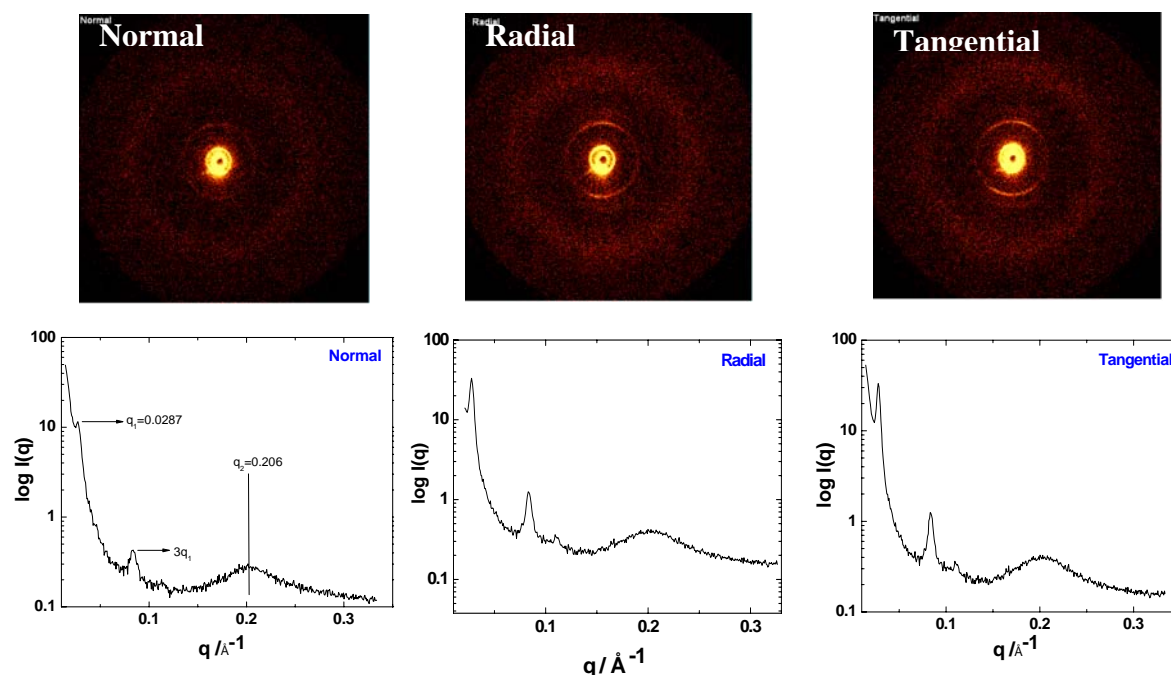 Normal
Normal
Radial
Radial
Tangential
Tangential
100
10
1
0.1
log I(q)
Normal
q1=0.0287
q2=0.206
3q1
0.1 0.2 0.3
q /Å-1
100
10
1
0.1
log I(q)
Radial
0.1 0.2 0.3
q / Å-1
100
10
1
0.1
log I(q)
Tangential
0.1 0.2 0.3
q / Å-1